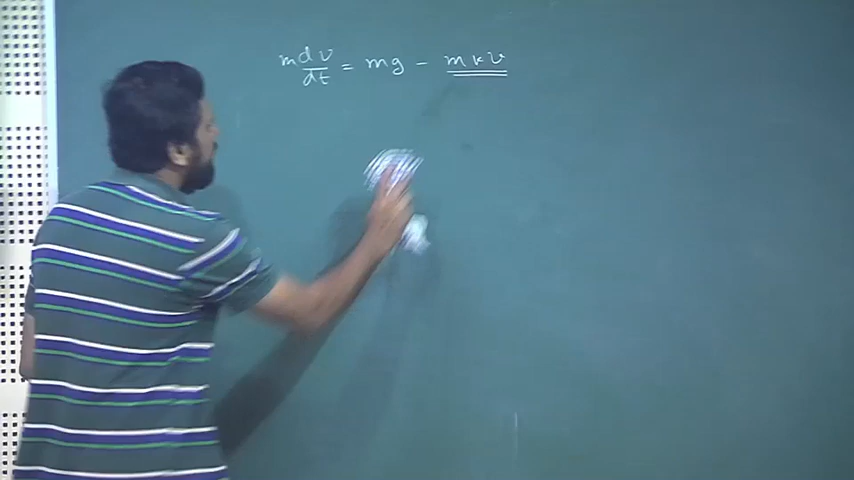 m dv/dt = mg - mkv